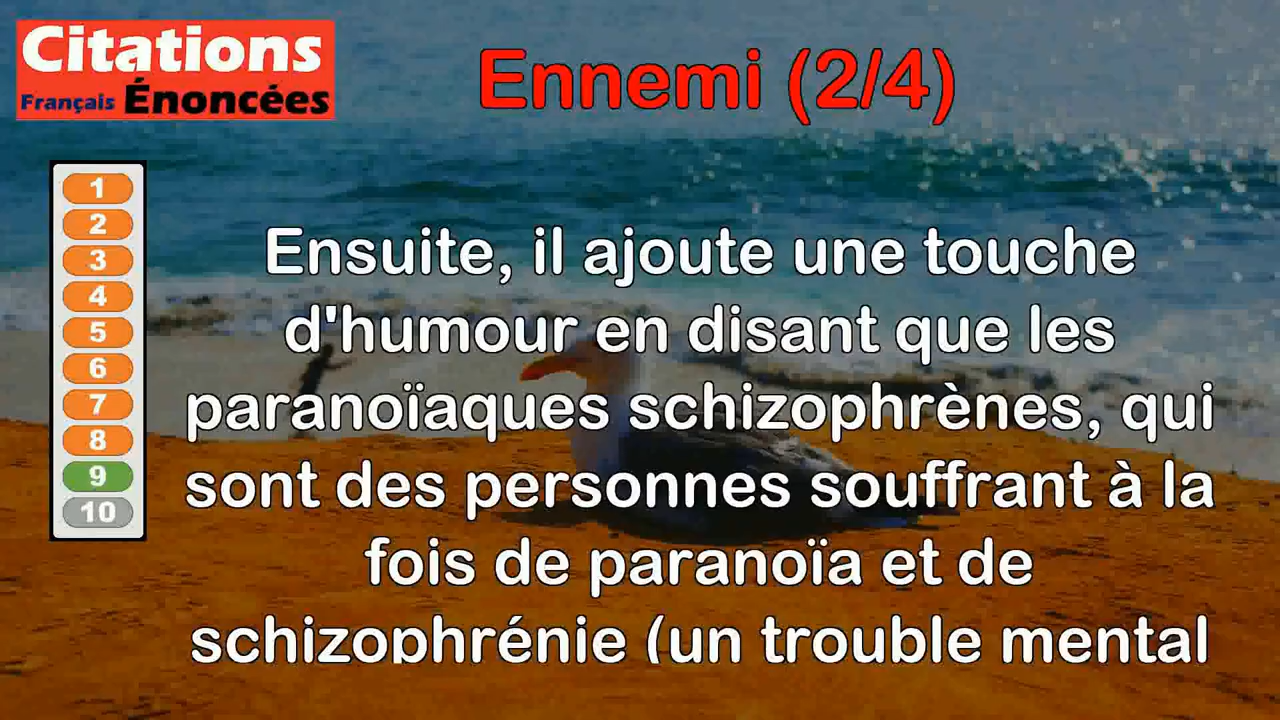 Citations
Français Énoncées
Ennemi (2/4)
1
2
3
4
5
6
7
8
9
10
Ensuite, il ajoute une touche
d'humour en disant que les
paranoïaques schizophrènes, qui
sont des personnes souffrant à la
fois de paranoïa et de
schizophrénie (un trouble mental